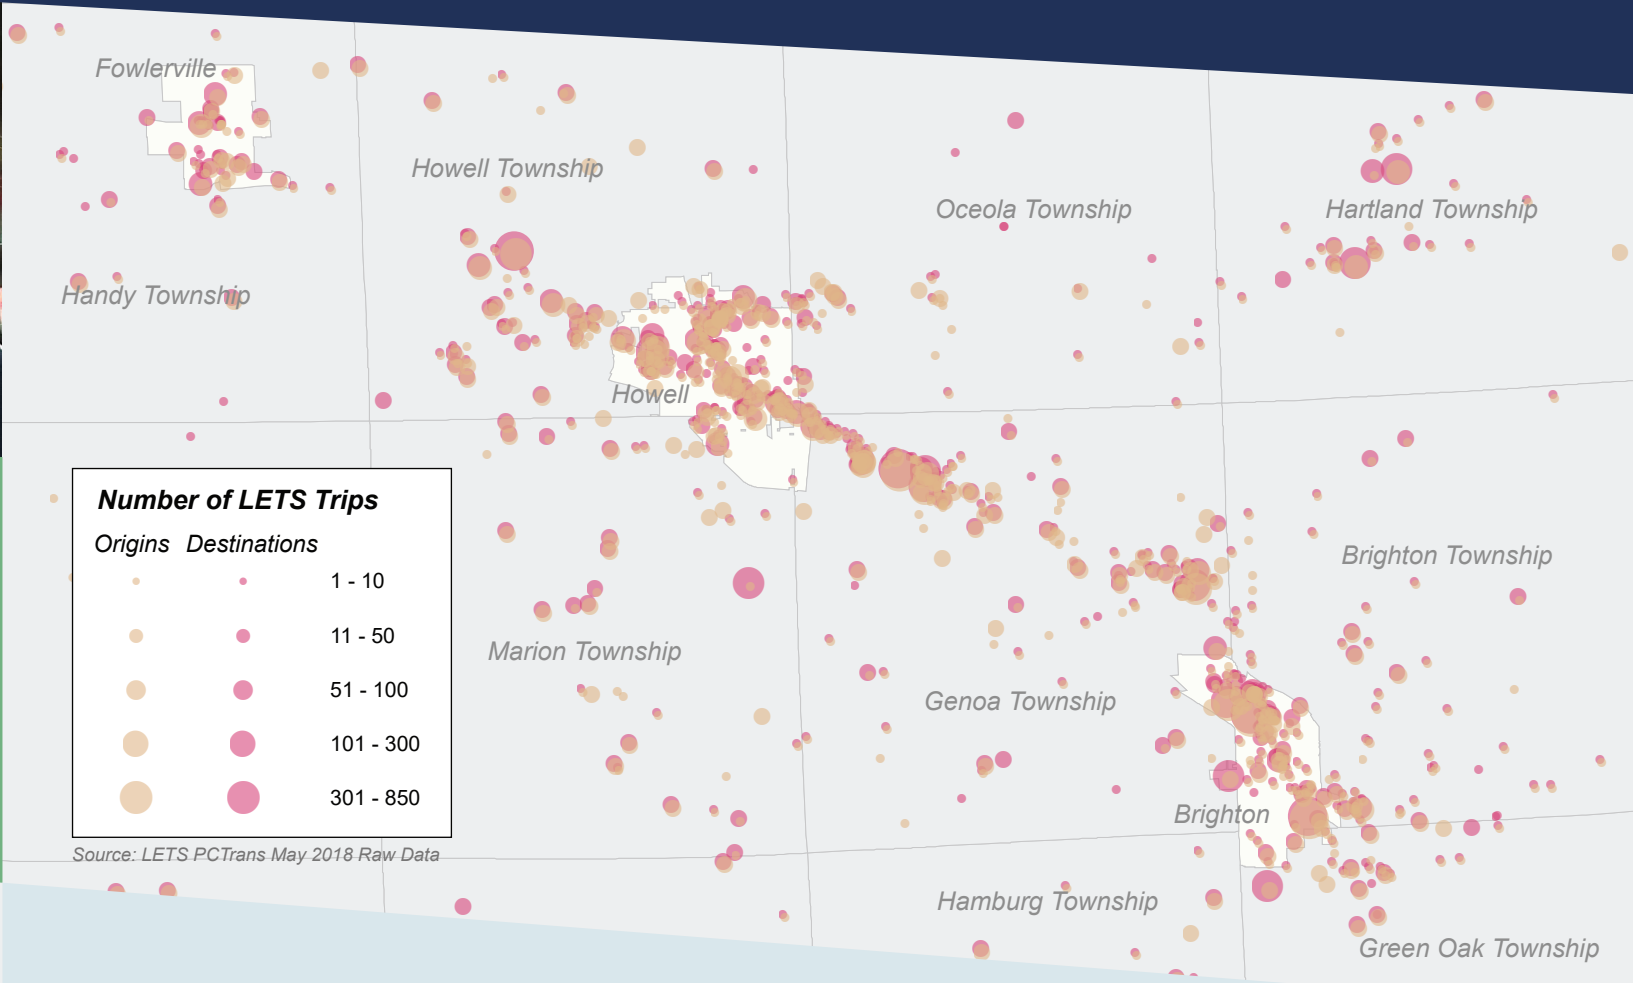 Fowlerville
Howell Township
Oceola Township
Hartland Township
Handy Township
Howell
Number of LETS Trips
Origins Destinations
1 - 10
11 - 50
51 - 100
101 - 300
301 - 850
Source: LETS PCTrans May 2018 Raw Data
Brighton Township
Marion Township
Genoa Township
Brighton
Hamburg Township
Green Oak Township